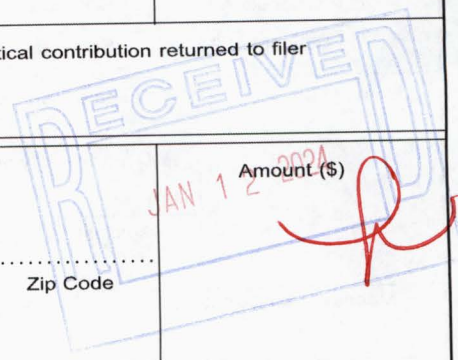 tical contribution returned to filer
RECEIVED
JAN 12 2024
Amount ($)
Zip Code